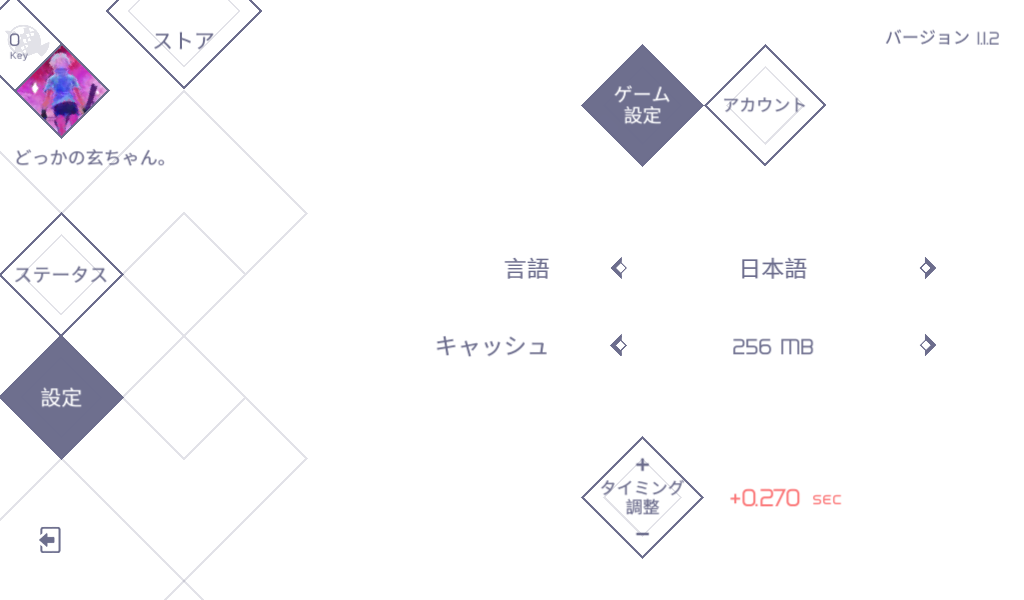 0
Key
ストア
バージョン 1.1.2
ゲーム
設定
アカウント
どっかの玄ちゃん。
ステータス
言語
日本語
キャッシュ
256 MB
設定
+
タイミング
調整
−
+0.270 SEC